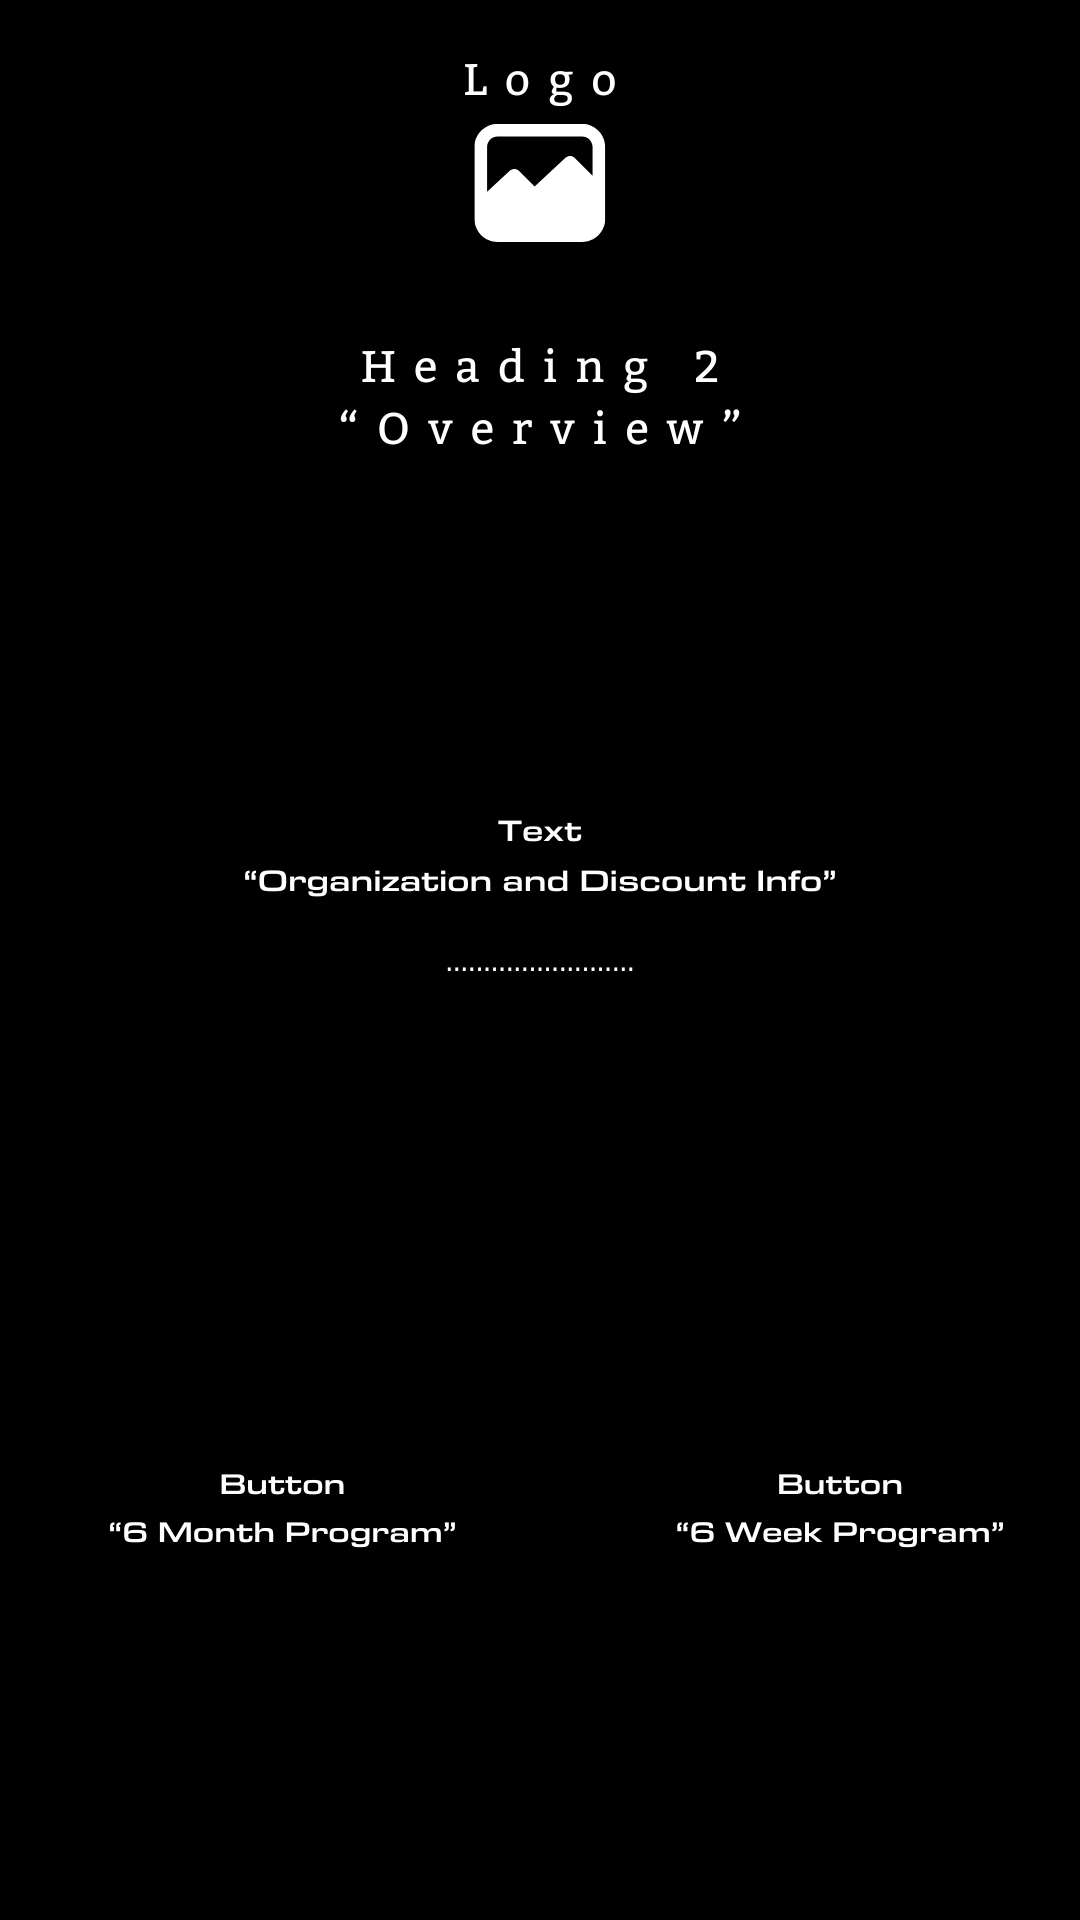 Logo
Heading 2
“Overview”
Text
“Organization and Discount Info”
.........................
Button
“6 Month Program”
Button
“6 Week Program”